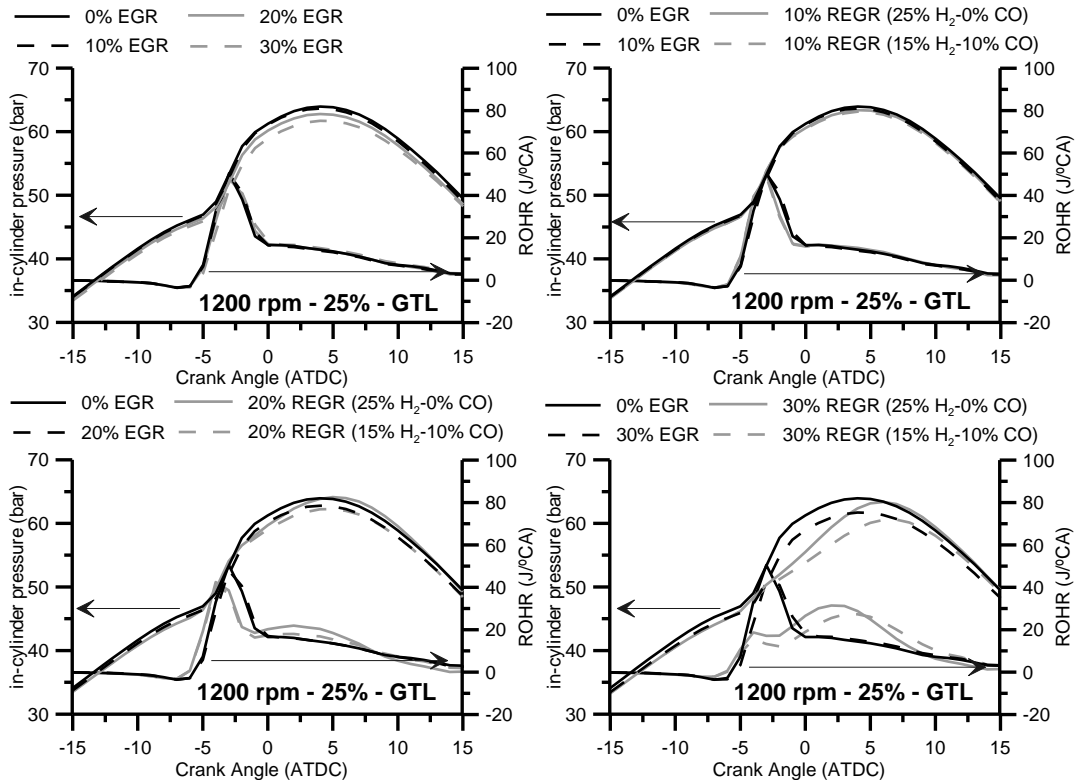 0% EGR 20% EGR
10% EGR 30% EGR
70 100
80
60 60
50 40
20
40 0
30 -20
in-cylinder pressure (bar)
ROHR (J/ºCA)
1200 rpm - 25% - GTL
-15 -10 -5 0 5 10 15
Crank Angle (ATDC)
0% EGR 10% REGR (25% H₂-0% CO)
10% EGR 10% REGR (15% H₂-10% CO)
70 100
80
60 60
50 40
20
40 0
30 -20
in-cylinder pressure (bar)
ROHR (J/ºCA)
1200 rpm - 25% - GTL
-15 -10 -5 0 5 10 15
Crank Angle (ATDC)
0% EGR 20% REGR (25% H₂-0% CO)
20% EGR 20% REGR (15% H₂-10% CO)
70 100
80
60 60
50 40
20
40 0
30 -20
in-cylinder pressure (bar)
ROHR (J/ºCA)
1200 rpm - 25% - GTL
-15 -10 -5 0 5 10 15
Crank Angle (ATDC)
0% EGR 30% REGR (25% H₂-0% CO)
30% EGR 30% REGR (15% H₂-10% CO)
70 100
80
60 60
50 40
20
40 0
30 -20
in-cylinder pressure (bar)
ROHR (J/ºCA)
1200 rpm - 25% - GTL
-15 -10 -5 0 5 10 15
Crank Angle (ATDC)